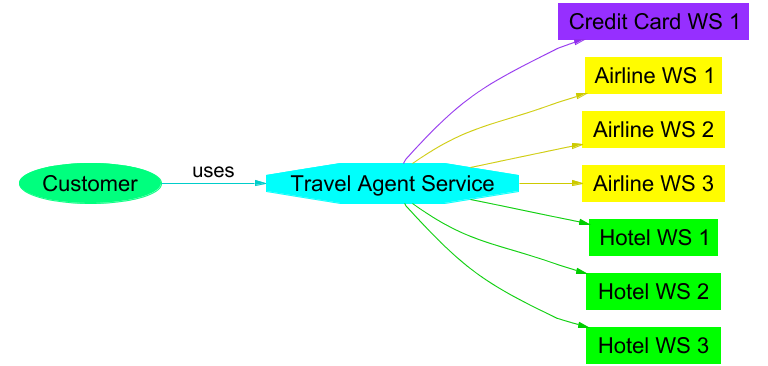 Credit Card WS 1
Airline WS 1
Airline WS 2
uses
Customer
Travel Agent Service
Airline WS 3
Hotel WS 1
Hotel WS 2
Hotel WS 3